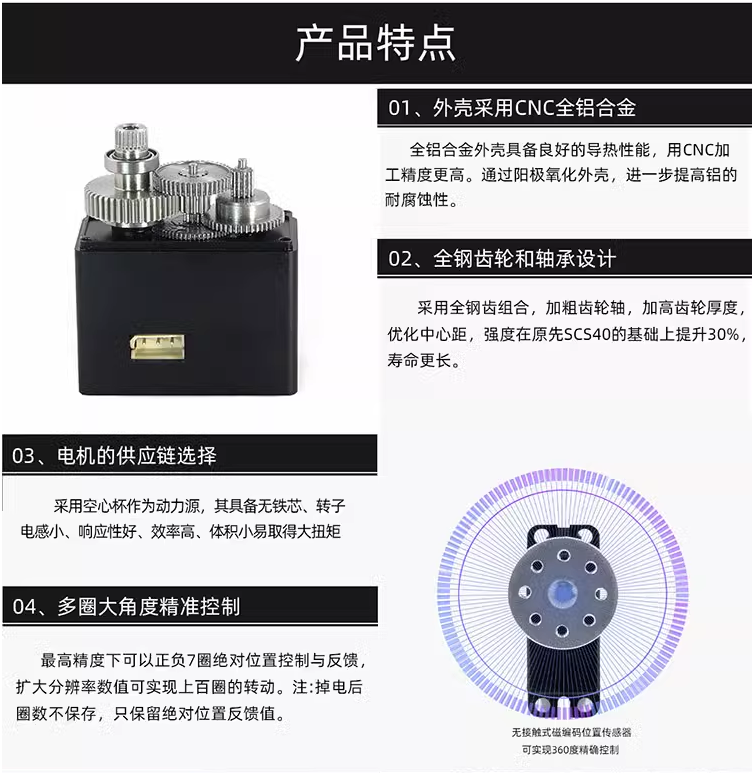 产品特点
01、外壳采用CNC全铝合金
全铝合金外壳具备良好的导热性能，用CNC加
工精度更高。通过阳极氧化外壳，进一步提高铝的
耐腐蚀性。
02、全钢齿轮和轴承设计
采用全钢齿组合，加粗齿轮轴，加高齿轮厚度，
优化中心距，强度在原先SCS40的基础上提升30%，
寿命更长。
03、电机的供应链选择
采用空心杯作为动力源，其具备无铁芯、转子
电感小、响应性好、效率高、体积小易取得大扭矩
04、多圈大角度精准控制
最高精度下可以正负7圈绝对位置控制与反馈，
扩大分辨率数值可实现上百圈的转动。注:掉电后
圈数不保存，只保留绝对位置反馈值。
无接触式磁编码位置传感器
可实现360度精确控制